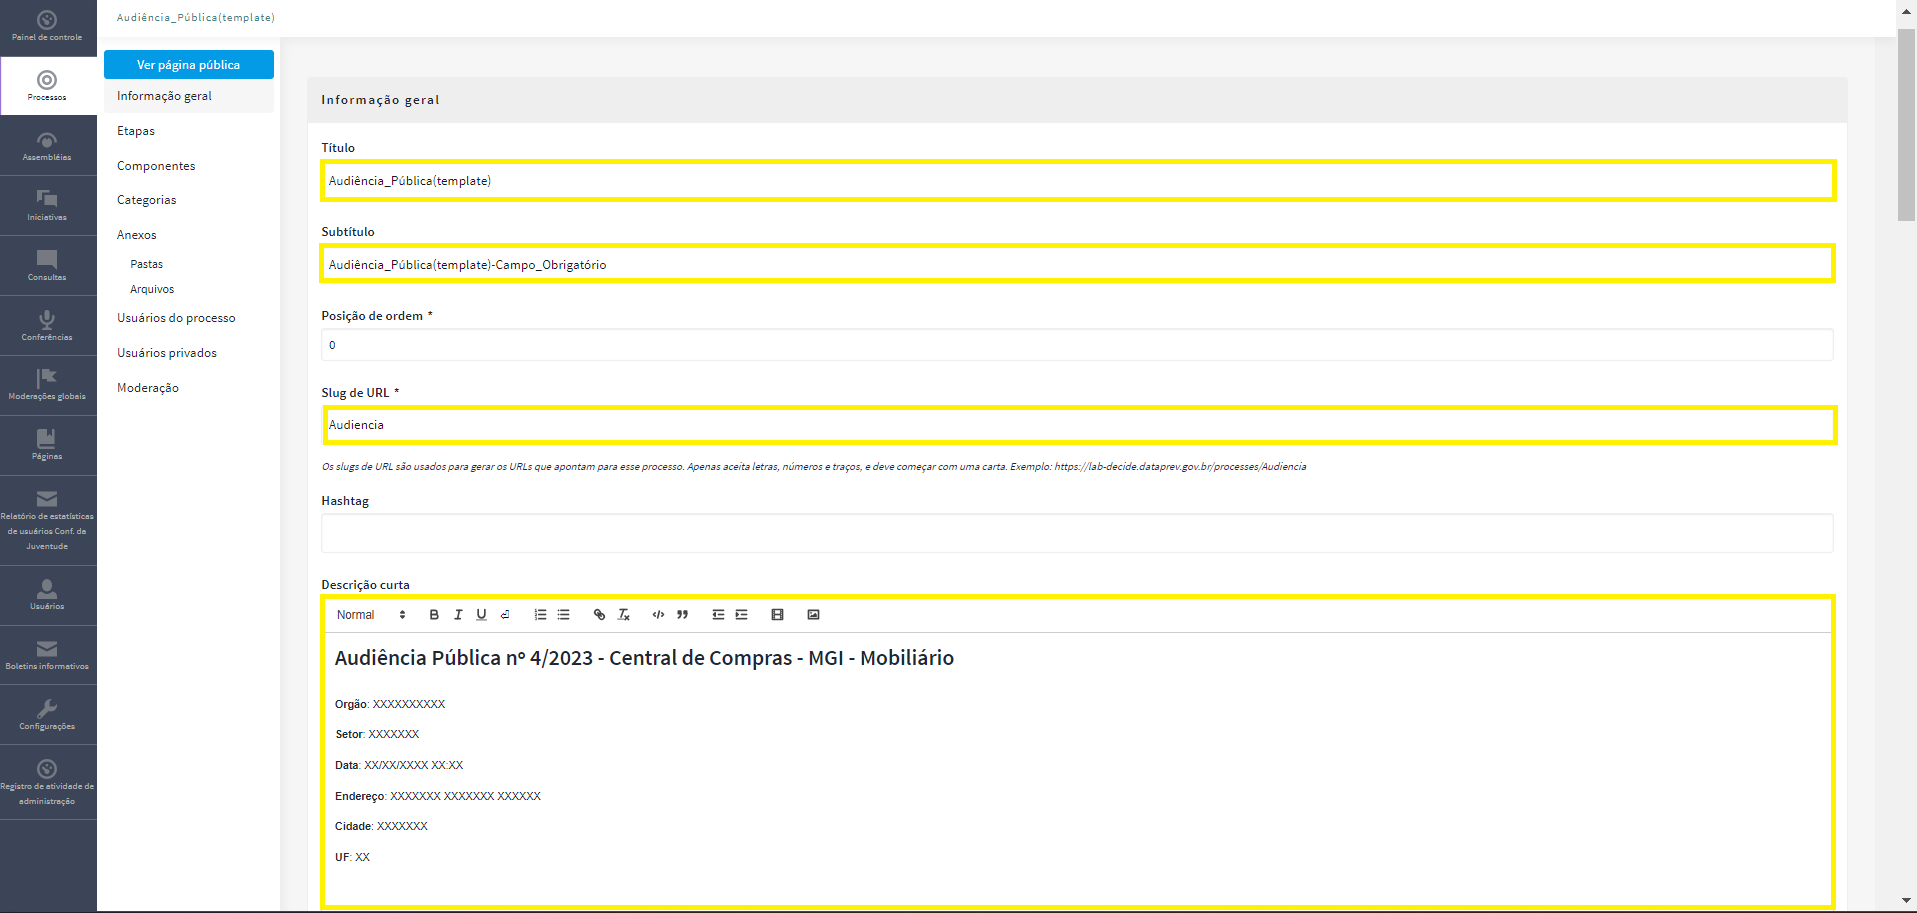 Painel de controle
Processos
Assembléias
Iniciativas
Consultas
Conferências
Moderações globais
Páginas
Relatório de estatísticas
de usuários Conf. da
Juventude
Usuários
Boletins informativos
Configurações
Registro de atividade de
administração
Audiência_Pública(template)
Ver página pública
Informação geral
Etapas
Componentes
Categorias
Anexos
Pastas
Arquivos
Usuários do processo
Usuários privados
Moderação
Informação geral
Título
Audiência_Pública(template)
Subtítulo
Audiência_Pública(template)-Campo_Obrigatório
Posição de ordem *
0
Slug de URL *
Audiencia
Os slugs de URL são usados para gerar os URLs que apontam para esse processo. Apenas aceita letras, números e traços, e deve começar com uma carta. Exemplo: https://lab-decide.dataprev.gov.br/processes/Audiencia
Hashtag
Descrição curta
Normal
Audiência Pública nº 4/2023 - Central de Compras - MGI - Mobiliário
Orgão: XXXXXXXXXX
Setor: XXXXXXX
Data: XX/XX/XXXX XX:XX
Endereço: XXXXXXX XXXXXXX XXXXXX
Cidade: XXXXXXX
UF: XX